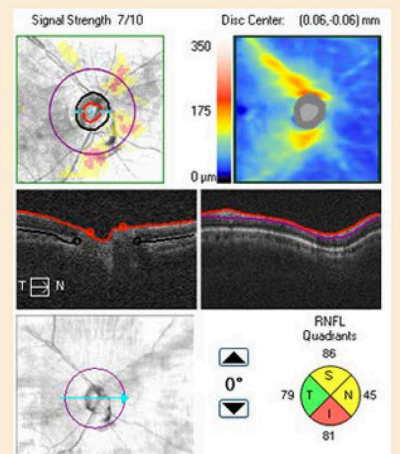 Signal Strength 7/10
Disc Center: (0.06,-0.06) mm
350
175
0 µm
T → N
RNFL
Quadrants
86
S
79 T N 45
I
81
0°